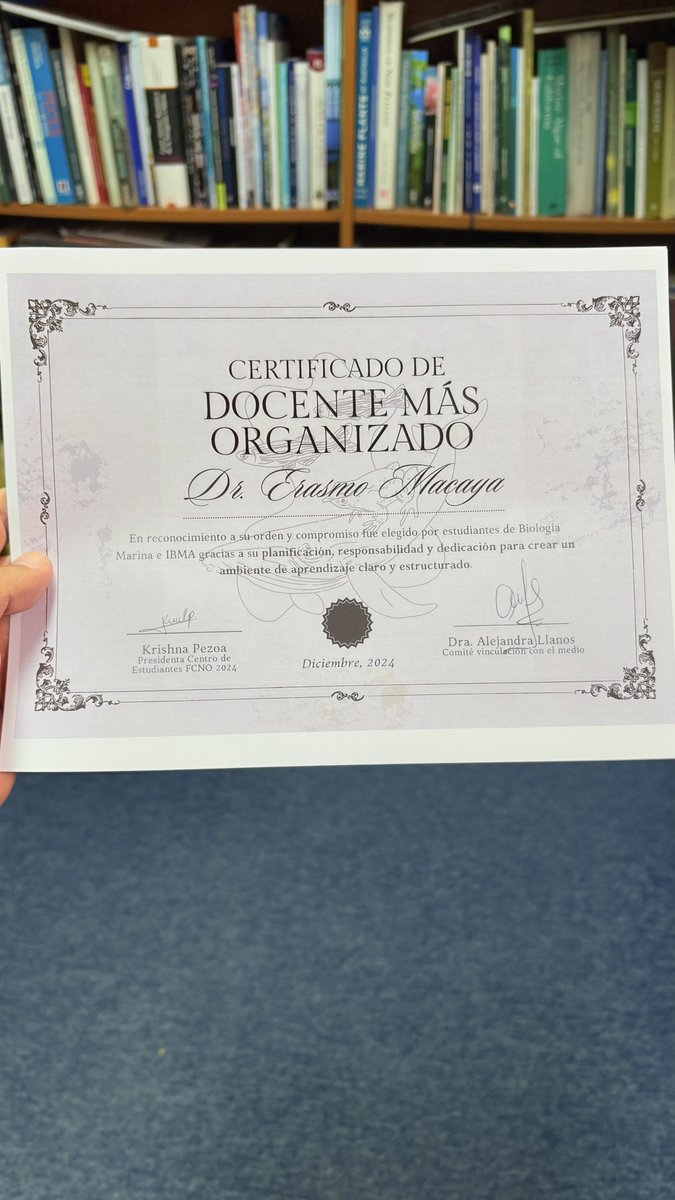 CERTIFICADO DE
DOCENTE MÁS
ORGANIZADO
Dr. Erasmo Macaya
En reconocimiento a su orden y compromiso fue elegido por estudiantes de Biología
Marina e IBMA gracias a su planificación, responsabilidad y dedicación para crear un
ambiente de aprendizaje claro y estructurado.
Krishna Pezoa
Presidenta Centro de
Estudiantes FCNO 2024
Diciembre, 2024
Dra. Alejandra Llanos
Comité vinculación con el medio